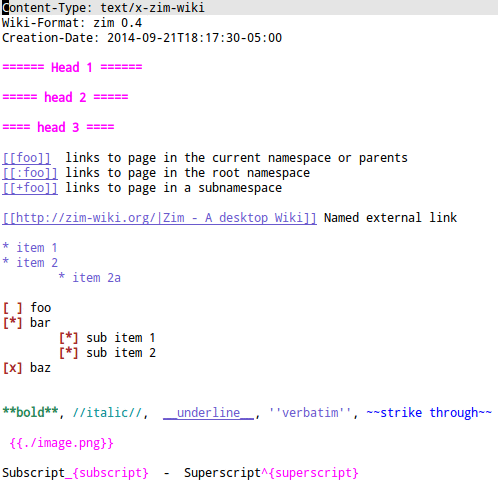 Content-Type: text/x-zim-wiki
Wiki-Format: zim 0.4
Creation-Date: 2014-09-21T18:17:30-05:00
====== Head 1 ======
===== head 2 =====
==== head 3 ====
[[foo]]  links to page in the current namespace or parents
[[:foo]] links to page in the root namespace
[[+foo]] links to page in a subnamespace
[[http://zim-wiki.org/|Zim - A desktop Wiki]] Named external link
* item 1
* item 2
        * item 2a
[ ] foo
[*] bar
        [*] sub item 1
        [*] sub item 2
[x] baz
**bold**, //italic//,  __underline__, ''verbatim'', ~~strike through~~
 {{./image.png}}
Subscript_{subscript}  -  Superscript^{superscript}